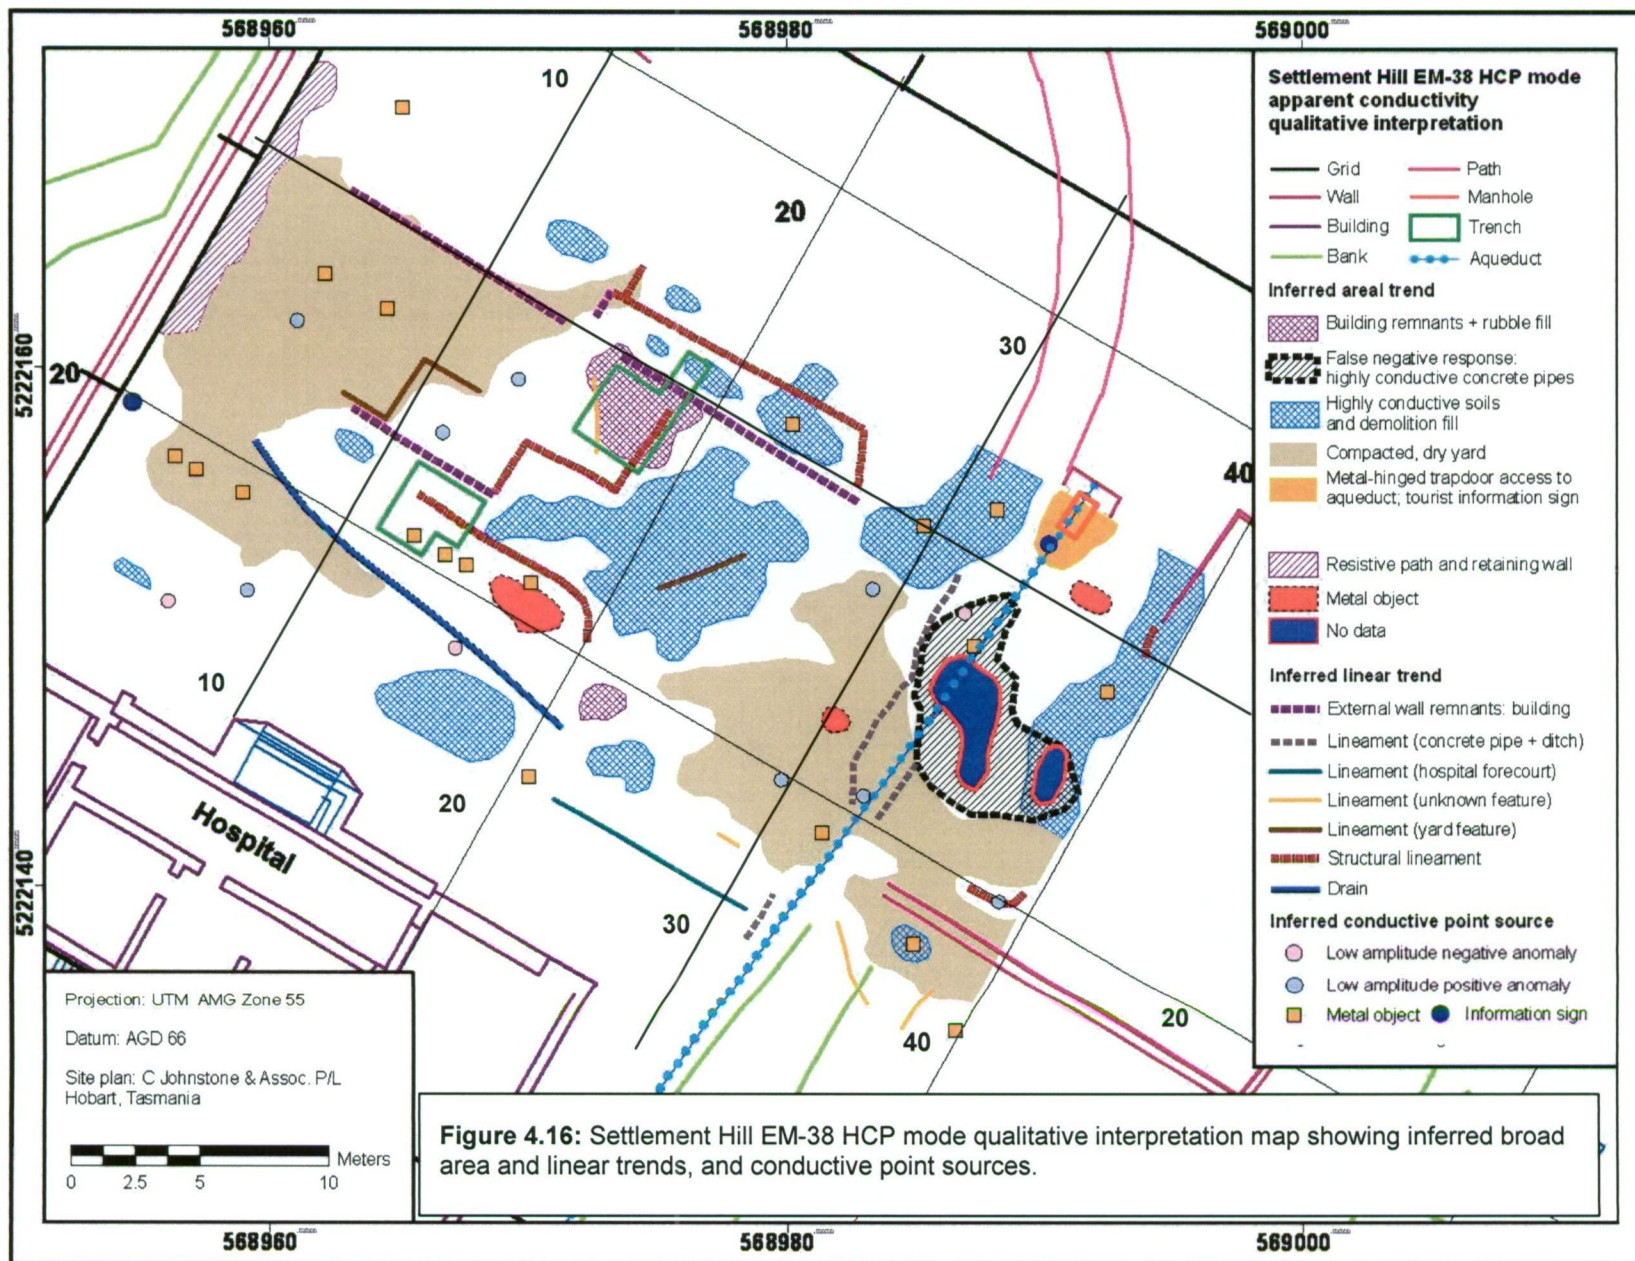 568960
568980
569000
10
20
30
40
5222160
20
10
20
30
40
20
5222140
Hospital
Settlement Hill EM-38 HCP mode
apparent conductivity
qualitative interpretation
Grid
Path
Wall
Manhole
Building
Trench
Bank
Aqueduct
Inferred areal trend
Building remnants + rubble fill
False negative response:
highly conductive concrete pipes
Highly conductive soils
and demolition fill
Compacted, dry yard
Metal-hinged trapdoor access to
aqueduct; tourist information sign
Resistive path and retaining wall
Metal object
No data
Inferred linear trend
External wall remnants: building
Lineament (concrete pipe + ditch)
Lineament (hospital forecourt)
Lineament (unknown feature)
Lineament (yard feature)
Structural lineament
Drain
Inferred conductive point source
Low amplitude negative anomaly
Low amplitude positive anomaly
Metal object
Information sign
Projection: UTM AMG Zone 55
Datum: AGD 66
Site plan: C Johnstone & Assoc. P/L
Hobart, Tasmania
Meters
0 2.5 5 10
Figure 4.16: Settlement Hill EM-38 HCP mode qualitative interpretation map showing inferred broad
area and linear trends, and conductive point sources.
568960
568980
569000